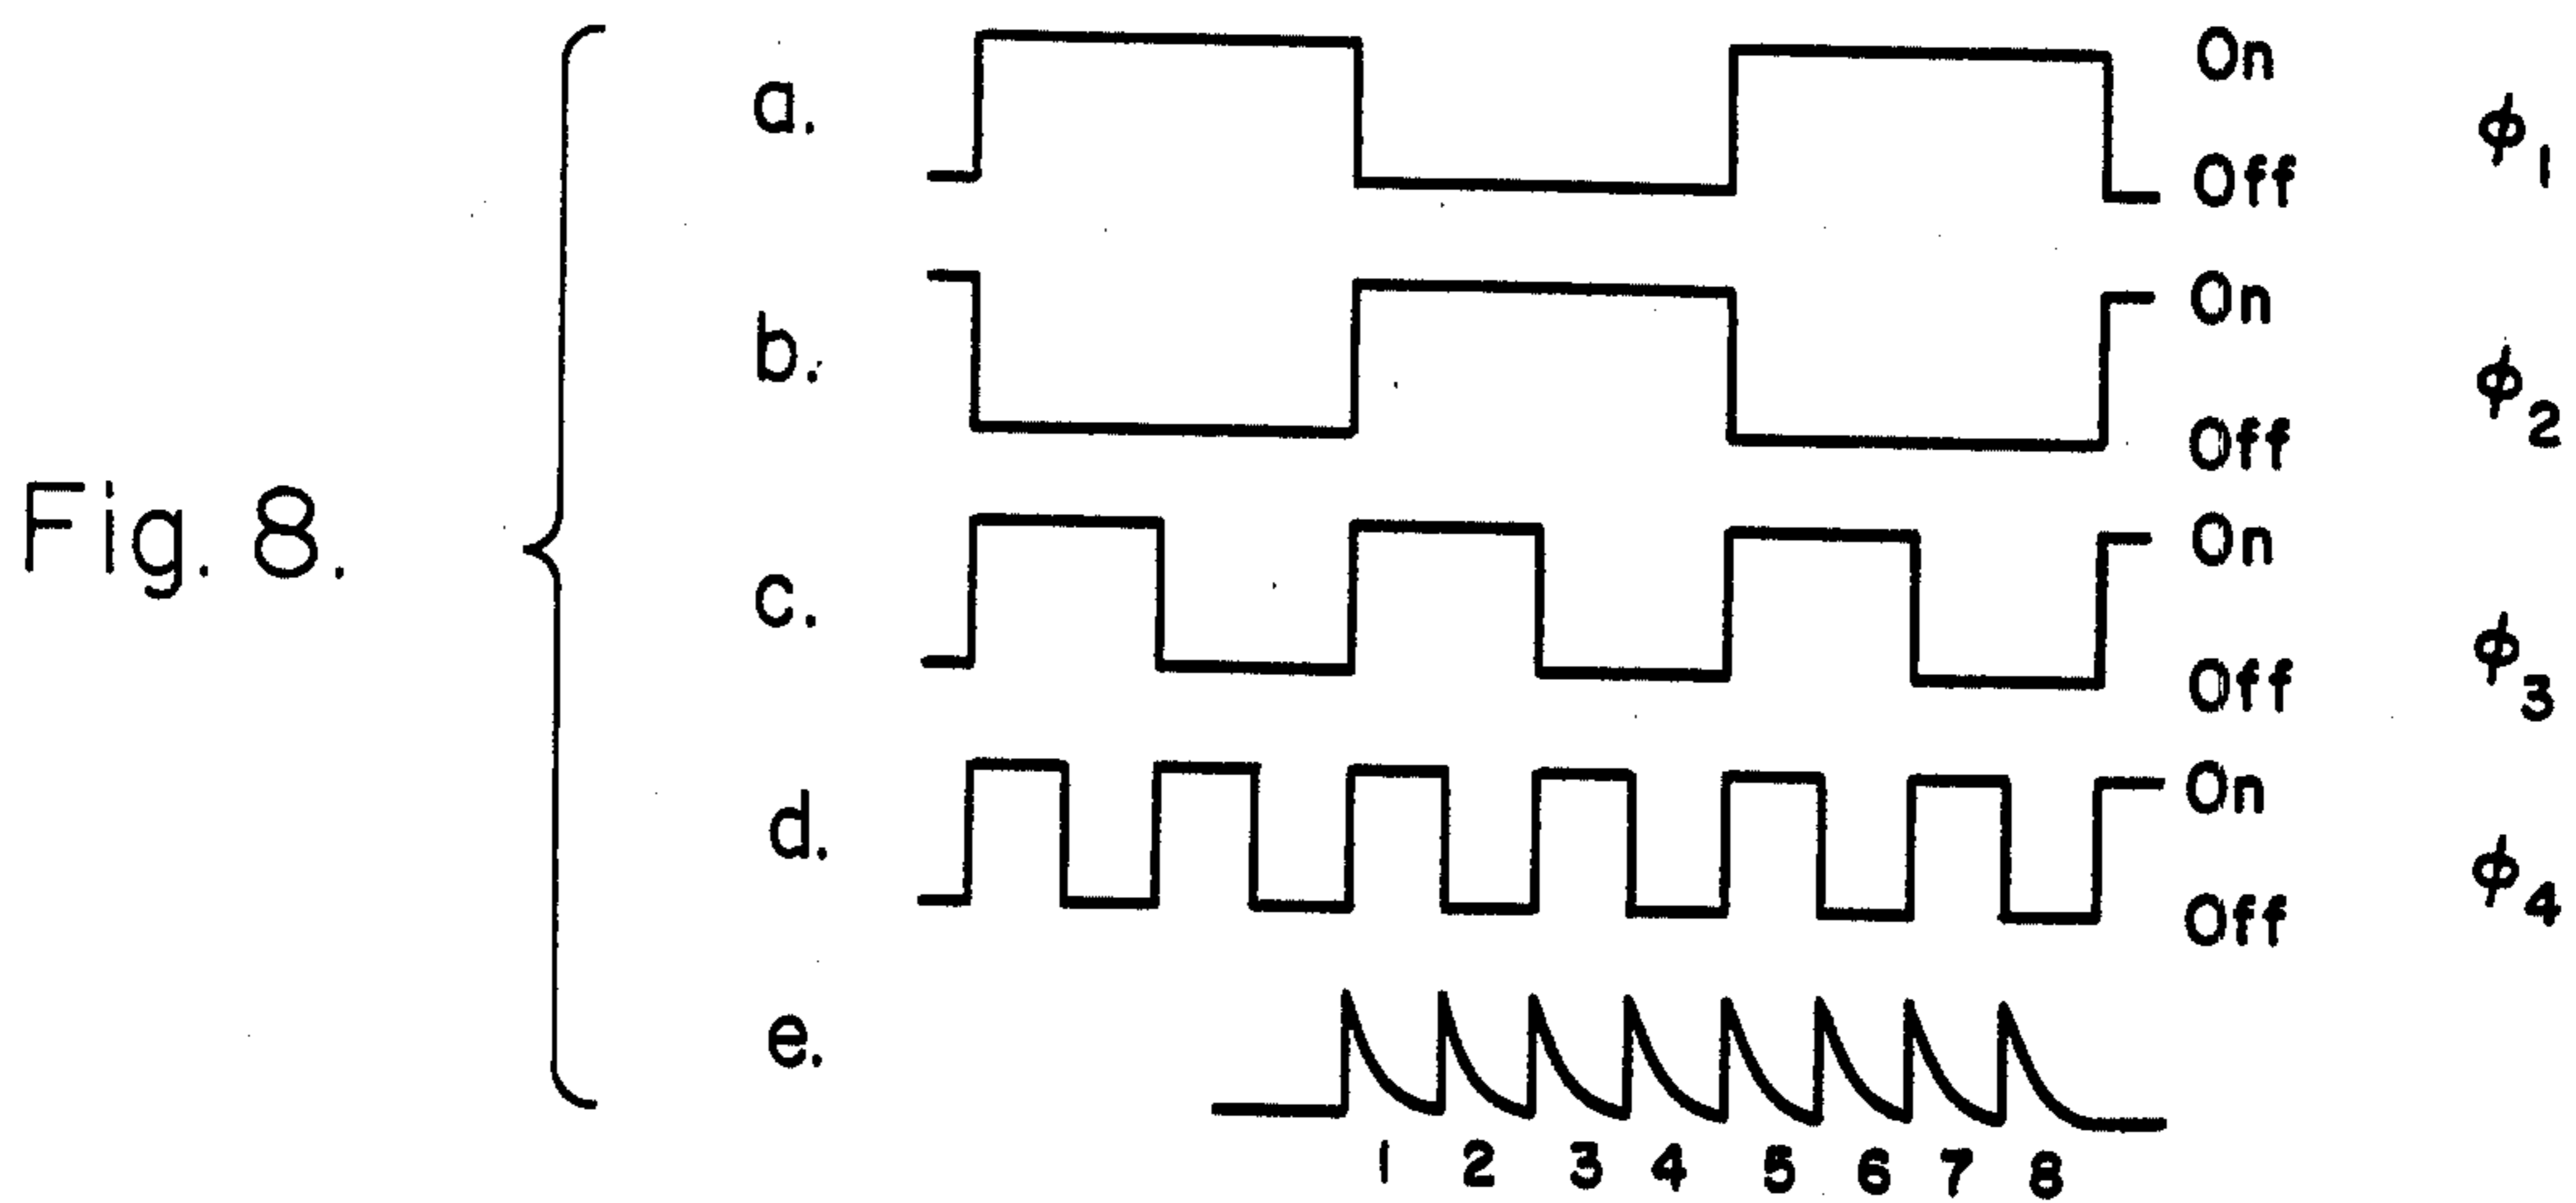 Fig. 8.
a.
On
Off
ϕ1
b.
On
Off
ϕ2
c.
On
Off
ϕ3
d.
On
Off
ϕ4
e.
1 2 3 4 5 6 7 8